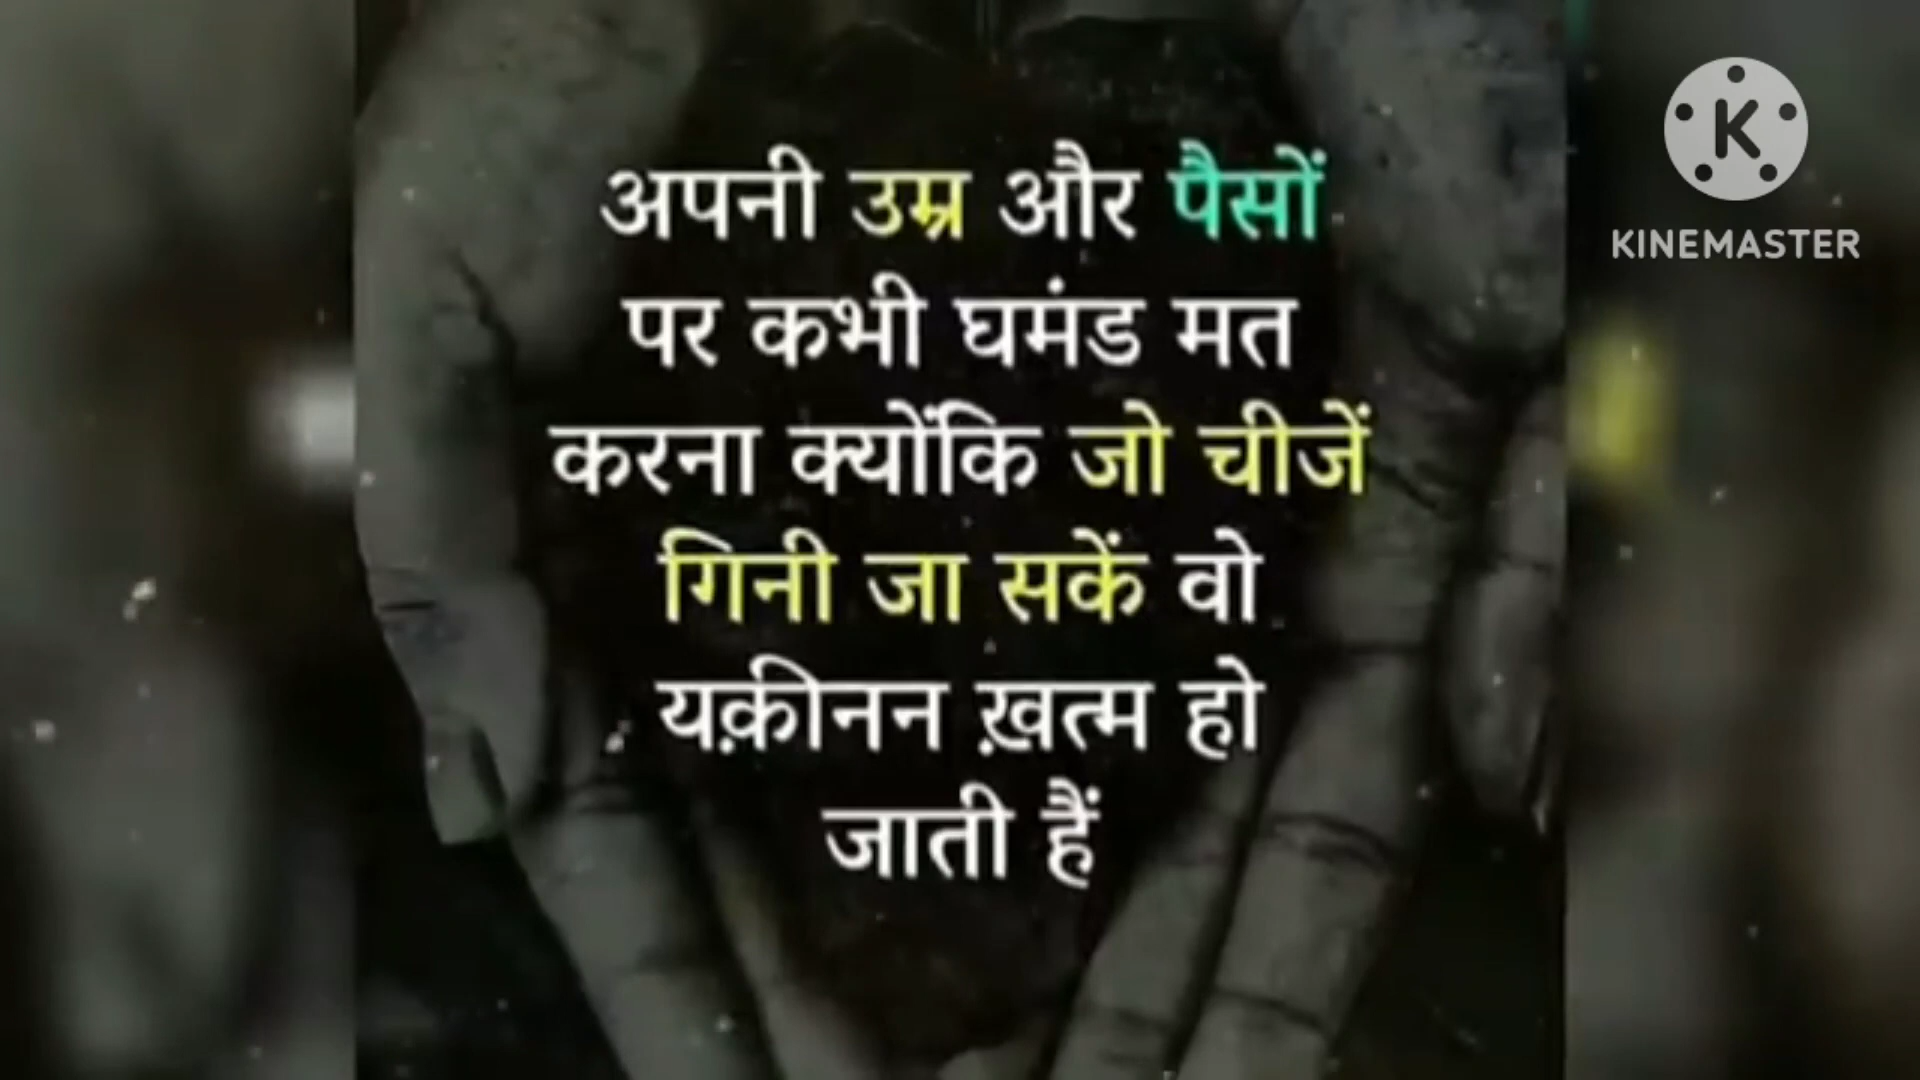 अपनी उम्र और पैसों
पर कभी घमंड मत
करना क्योंकि जो चीजें
गिनी जा सकें वो
यक़ीनन ख़त्म हो
जाती हैं
K
KINEMASTER